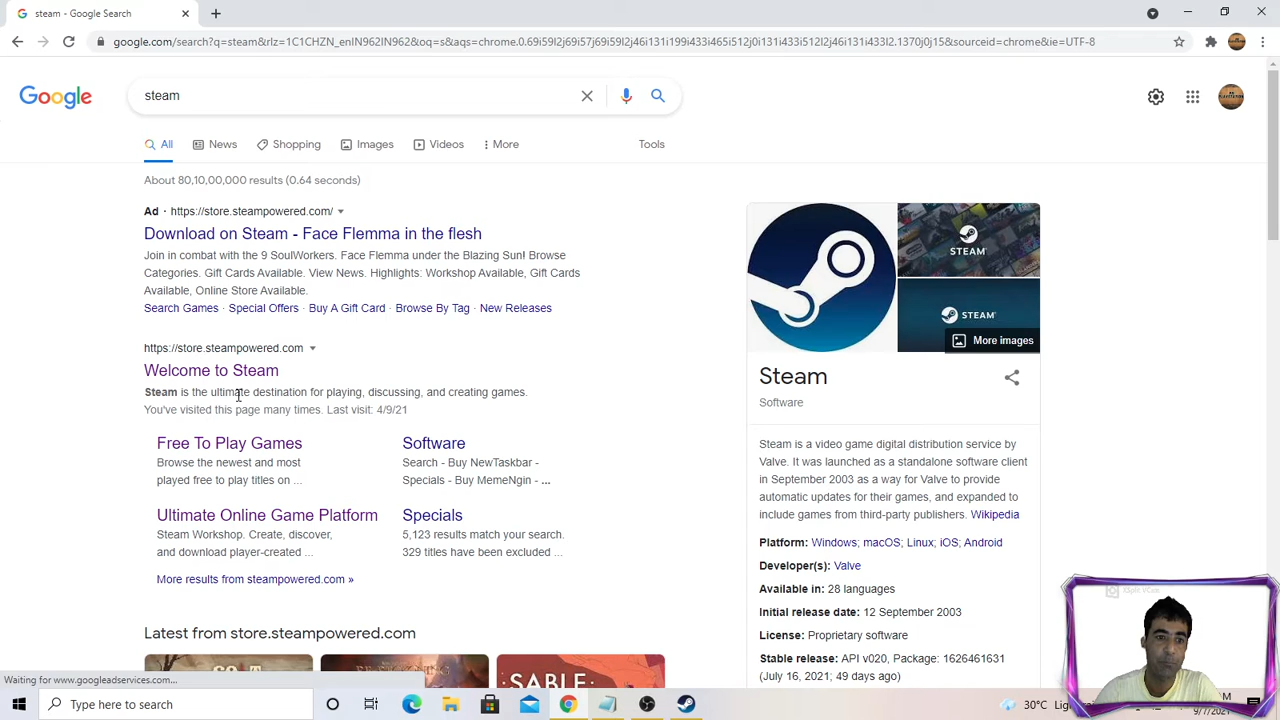 steam - Google Search
google.com/search?q=steam&rlz=1C1CHZN_enIN962IN962&oq=s&aqs=chrome.0.69i59l2j69i57j69i59l2j46i131i199i433i465i512j0i131i433i512l2j46i131i433l2.1370j0j15&sourceid=chrome&ie=UTF-8
Google
steam
All News Shopping Images Videos More Tools
About 80,10,00,000 results (0.64 seconds)
Ad · https://store.steampowered.com/
Download on Steam - Face Flemma in the flesh
Join in combat with the 9 SoulWorkers. Face Flemma under the Blazing Sun! Browse
Categories. Gift Cards Available. View News. Highlights: Workshop Available, Gift Cards
Available, Online Store Available.
Search Games · Special Offers · Buy A Gift Card · Browse By Tag · New Releases
https://store.steampowered.com
Welcome to Steam
Steam is the ultimate destination for playing, discussing, and creating games.
You've visited this page many times. Last visit: 4/9/21
Free To Play Games
Browse the newest and most
played free to play titles on ...
Software
Search - Buy NewTaskbar -
Specials - Buy MemeNgin - ...
Ultimate Online Game Platform
Steam Workshop. Create, discover,
and download player-created ...
Specials
5,123 results match your search.
329 titles have been excluded ...
More results from steampowered.com »
Latest from store.steampowered.com
SABLE
STEAM
STEAM
More images
Steam
Software
Steam is a video game digital distribution service by
Valve. It was launched as a standalone software client
in September 2003 as a way for Valve to provide
automatic updates for their games, and expanded to
include games from third-party publishers. Wikipedia
Platform: Windows; macOS; Linux; iOS; Android
Developer(s): Valve
Available in: 28 languages
Initial release date: 12 September 2003
License: Proprietary software
Stable release: API v020, Package: 1626461631
(July 16, 2021; 49 days ago)
XSplit VCam
Waiting for www.googleadservices.com...
Type here to search
30°C